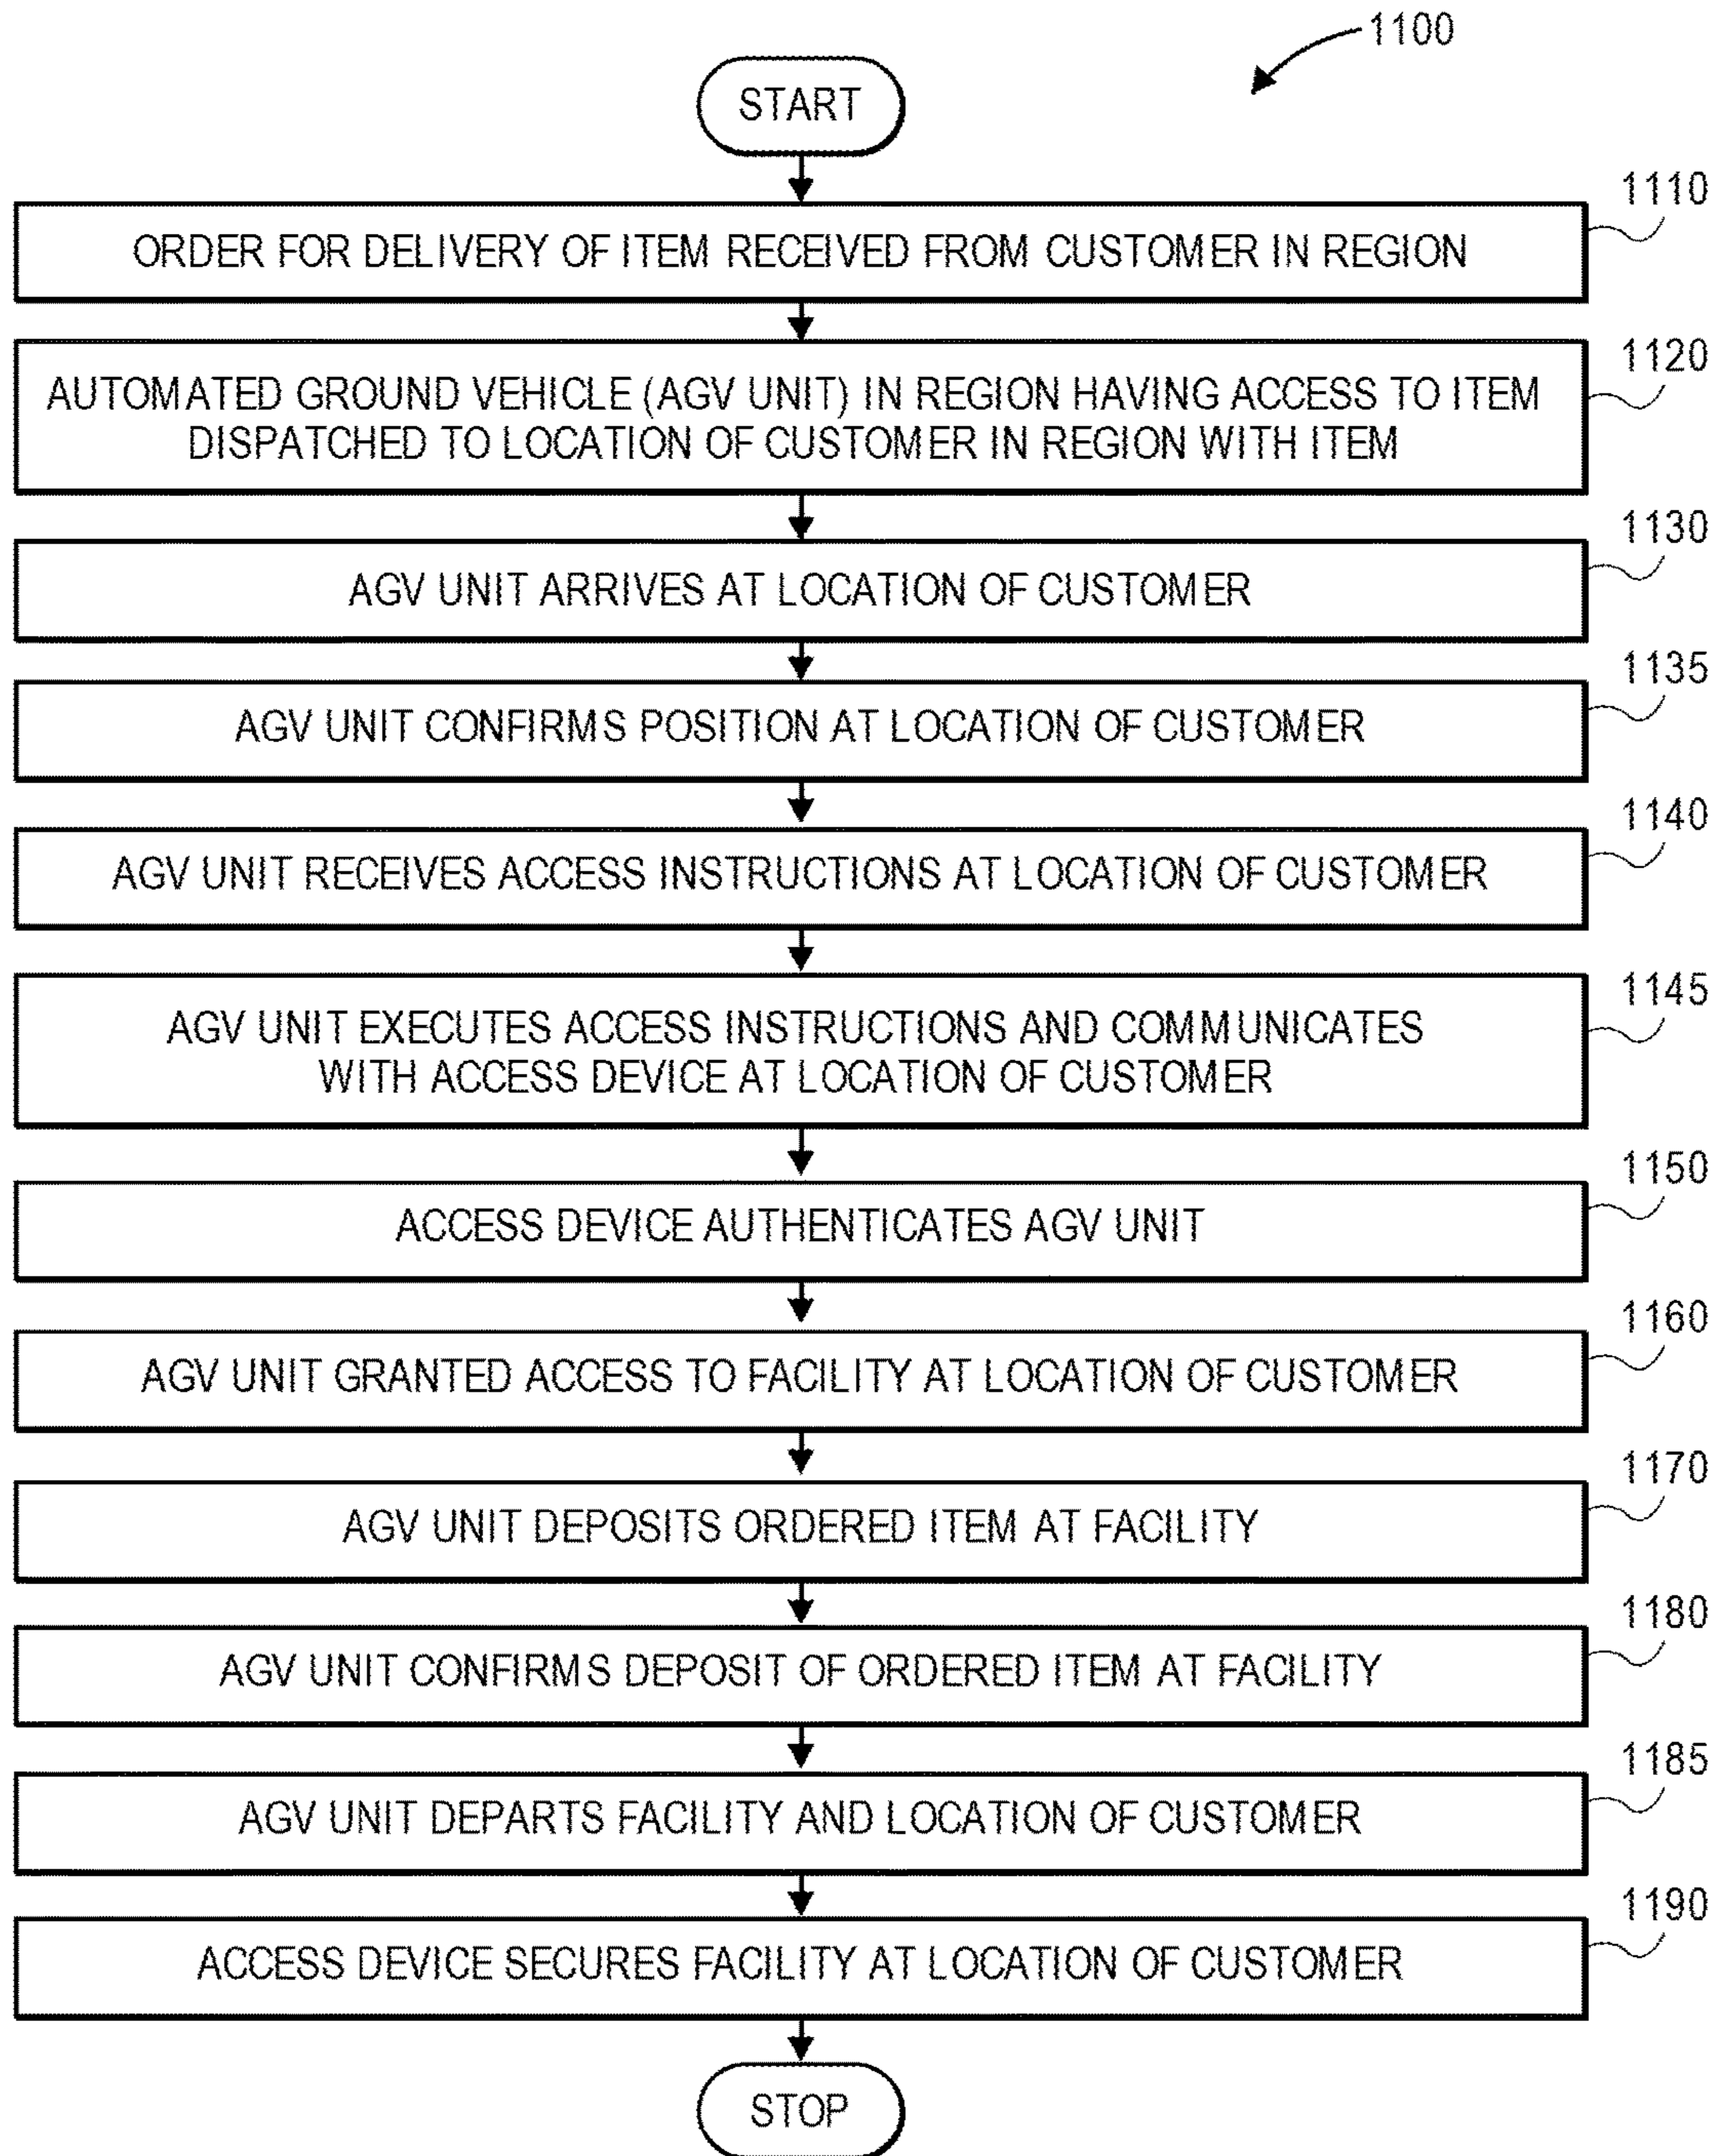 1100
START
1110
ORDER FOR DELIVERY OF ITEM RECEIVED FROM CUSTOMER IN REGION
1120
AUTOMATED GROUND VEHICLE (AGV UNIT) IN REGION HAVING ACCESS TO ITEM
DISPATCHED TO LOCATION OF CUSTOMER IN REGION WITH ITEM
1130
AGV UNIT ARRIVES AT LOCATION OF CUSTOMER
1135
AGV UNIT CONFIRMS POSITION AT LOCATION OF CUSTOMER
1140
AGV UNIT RECEIVES ACCESS INSTRUCTIONS AT LOCATION OF CUSTOMER
1145
AGV UNIT EXECUTES ACCESS INSTRUCTIONS AND COMMUNICATES
WITH ACCESS DEVICE AT LOCATION OF CUSTOMER
1150
ACCESS DEVICE AUTHENTICATES AGV UNIT
1160
AGV UNIT GRANTED ACCESS TO FACILITY AT LOCATION OF CUSTOMER
1170
AGV UNIT DEPOSITS ORDERED ITEM AT FACILITY
1180
AGV UNIT CONFIRMS DEPOSIT OF ORDERED ITEM AT FACILITY
1185
AGV UNIT DEPARTS FACILITY AND LOCATION OF CUSTOMER
1190
ACCESS DEVICE SECURES FACILITY AT LOCATION OF CUSTOMER
STOP